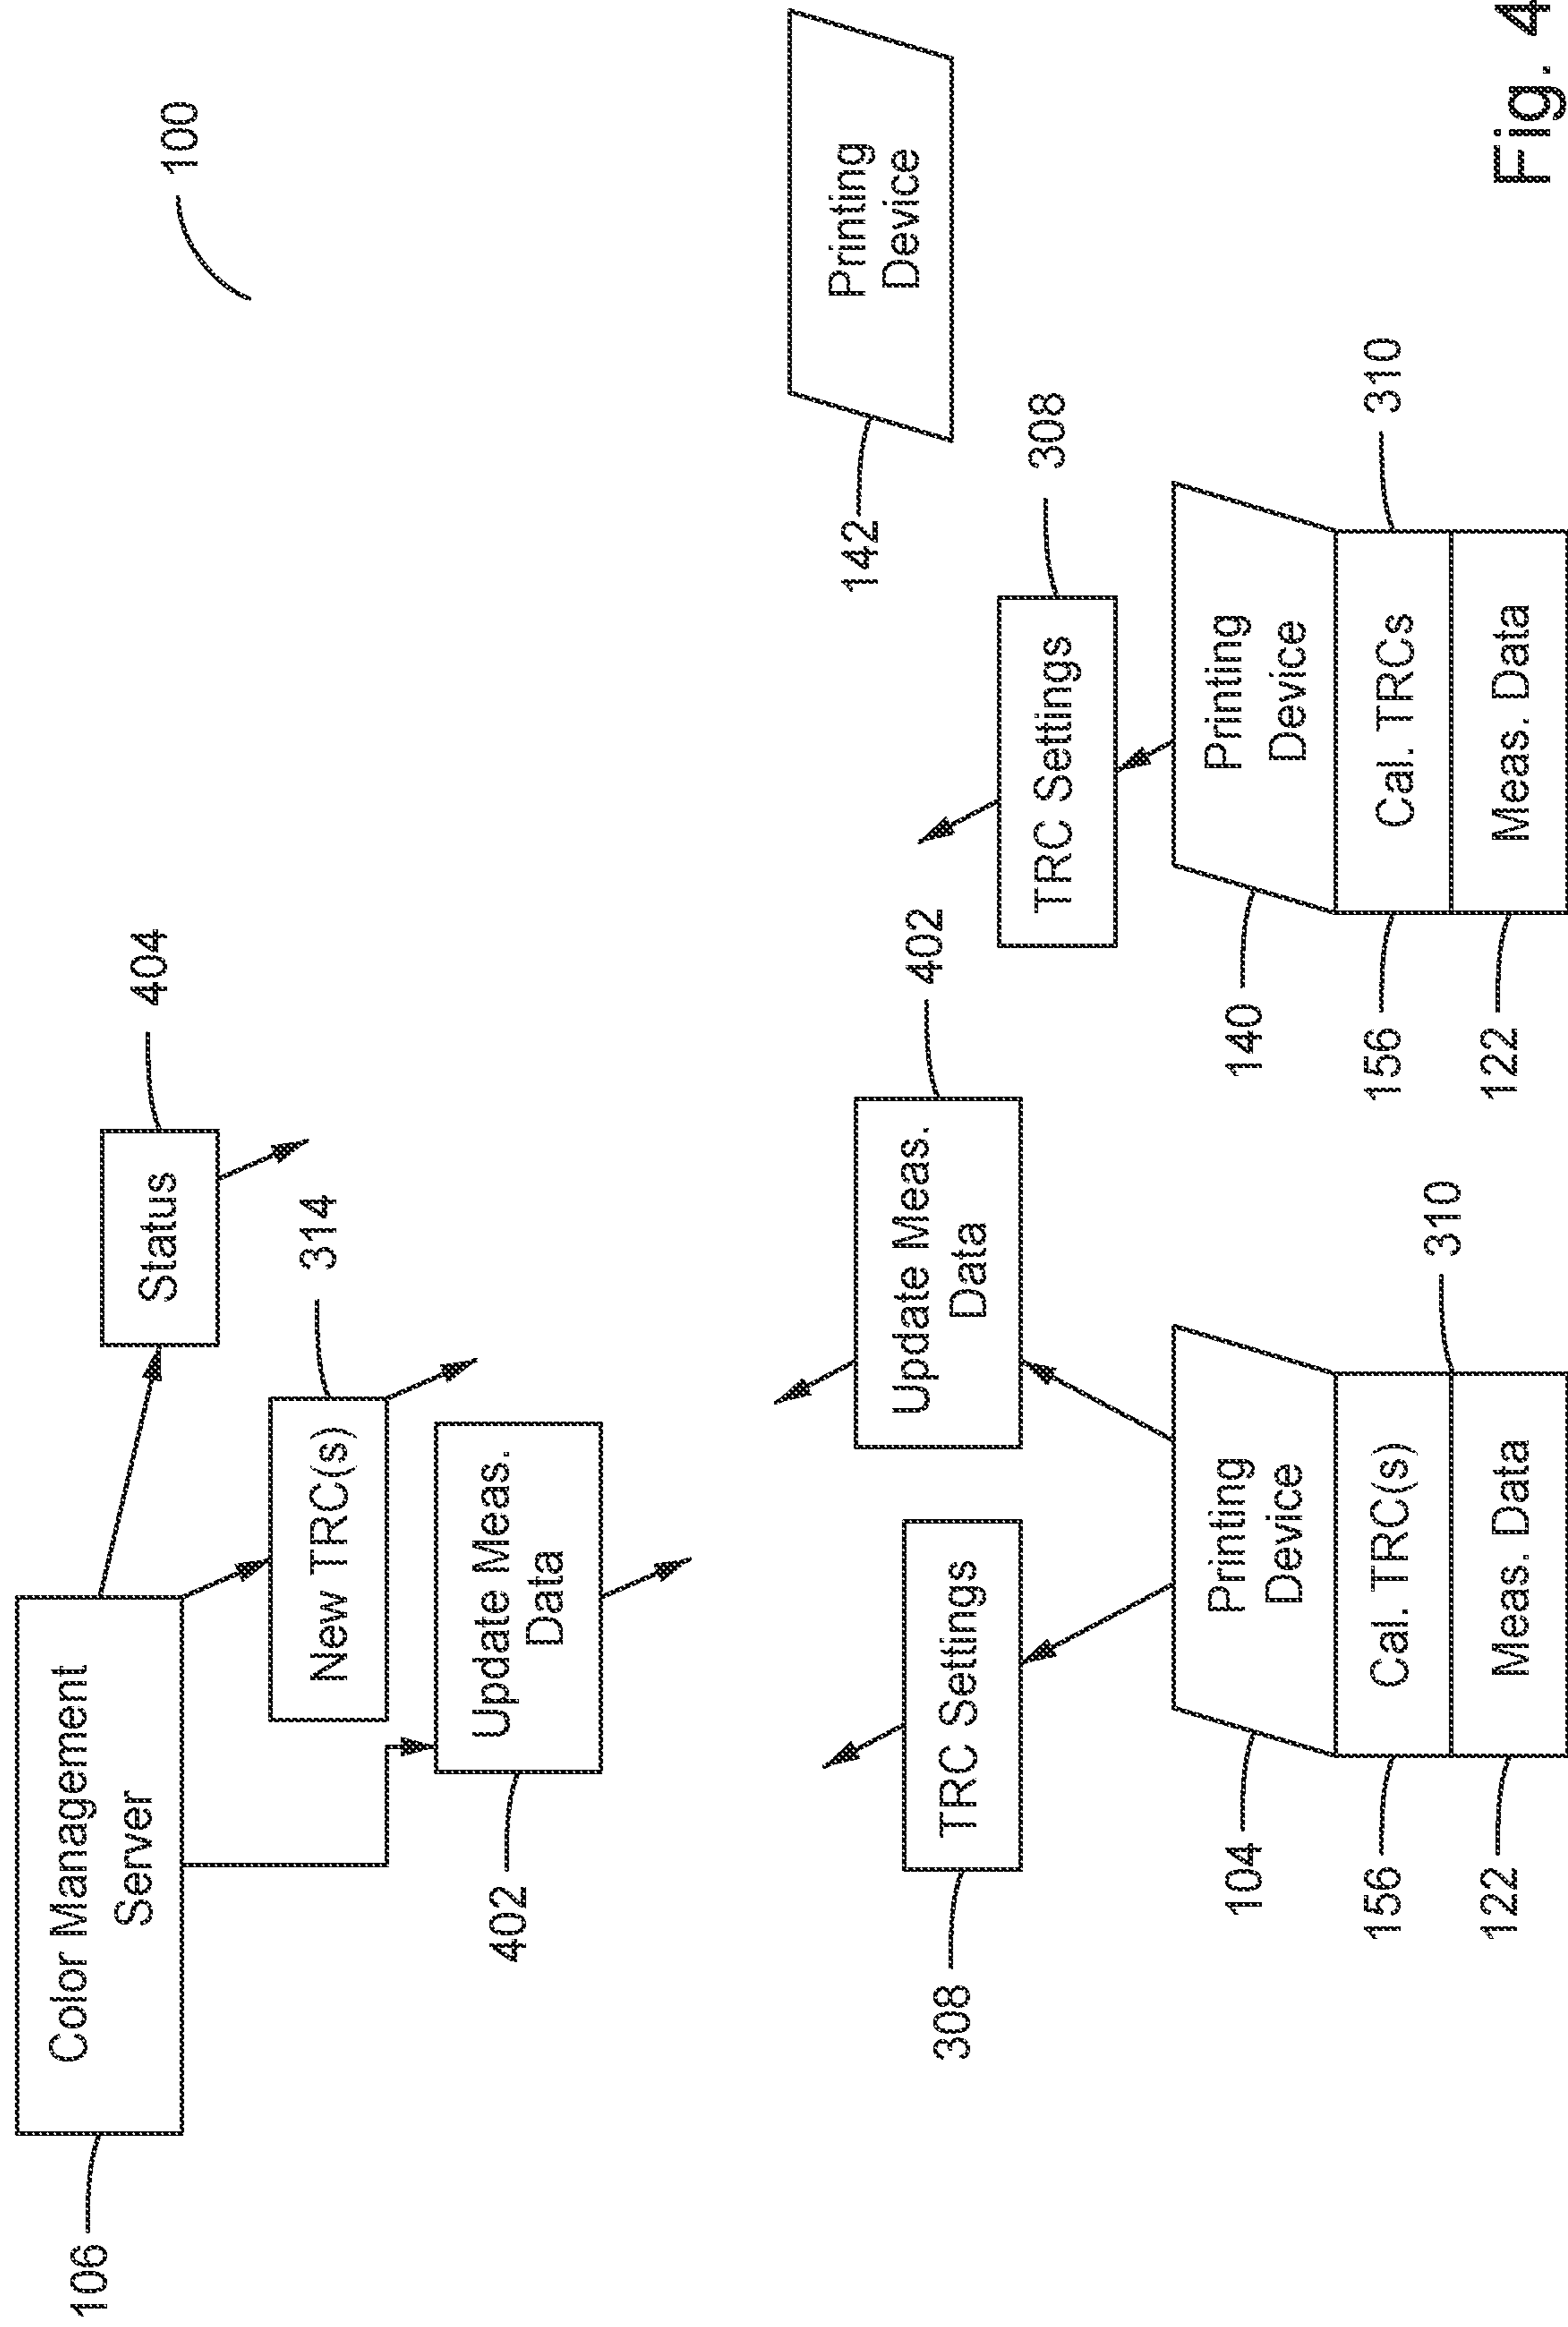 100
106
Color Management
Server
Status
404
New TRC(s)
314
Update Meas.
Data
402
Printing
Device
142
Update Meas.
Data
402
TRC Settings
308
TRC Settings
308
Printing
Device
104
Cal. TRC(s)
156
310
Meas. Data
122
Printing
Device
140
Cal. TRCs
156
310
Meas. Data
122
Fig. 4